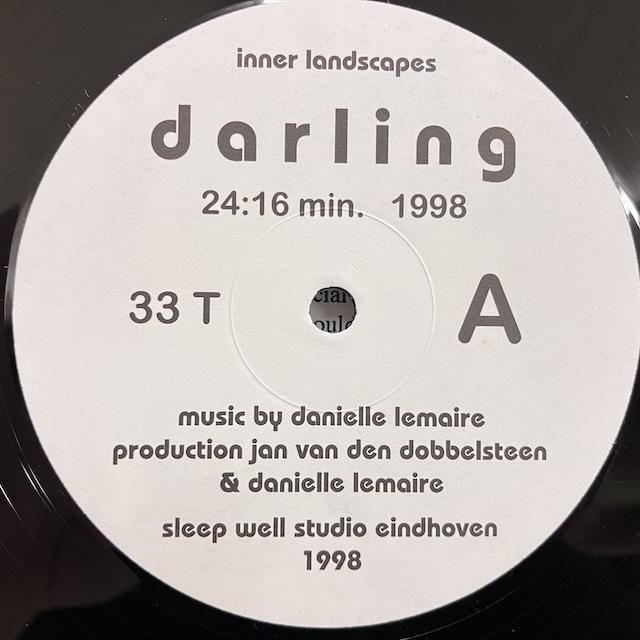 inner landscapes
darling
24:16 min. 1998
33 T
A
music by danielle lemaire
production jan van den dobbelsteen
& danielle lemaire
sleep well studio eindhoven
1998